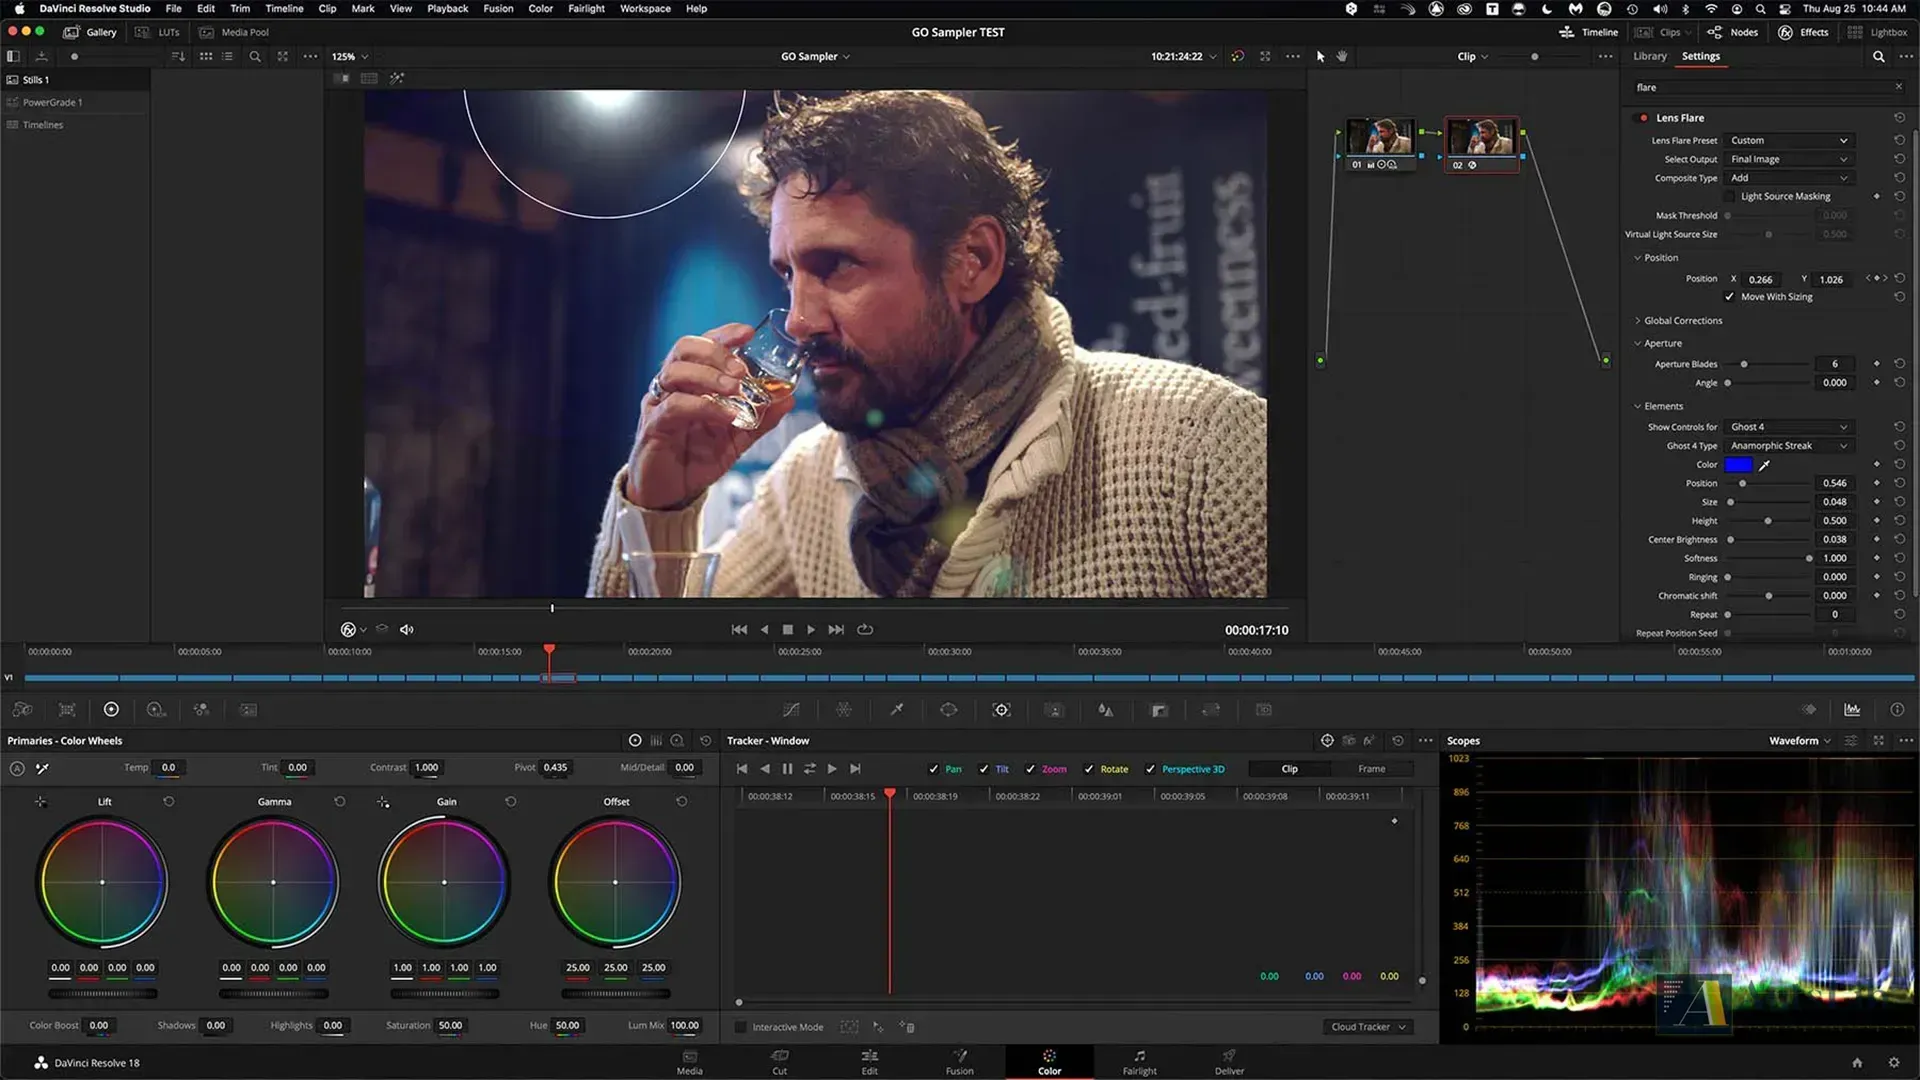 DaVinci Resolve Studio File Edit Trim Timeline Clip Mark View Playback Fusion Color Fairlight Workspace Help Thu Aug 25 10:44 AM
Gallery LUTs Media Pool GO Sampler TEST Timeline Clips Nodes Effects Lightbox
125% GO Sampler 10:21:24:22 Clip Library Settings
Stills 1
PowerGrade 1
Timelines
flare
Lens Flare
Lens Flare Preset Custom
Select Output Final Image
Composite Type Add
Light Source Masking
Mask Threshold 0.000
Virtual Light Source Size 0.500
Position
Position X 0.266 Y 1.026
Move With Sizing
Global Corrections
Aperture
Aperture Blades 6
Angle 0.000
Elements
Show Controls for Ghost 4
Ghost 4 Type Anamorphic Streak
Color
Position 0.546
Size 0.048
Height 0.500
Center Brightness 0.038
Softness 1.000
Ringing 0.000
Chromatic shift 0.000
Repeat 0
Repeat Position Seed 0
01 02
ed-fruin
weetness
00:00:17:10
00:00:00:00 00:00:05:00 00:00:10:00 00:00:15:00 00:00:20:00 00:00:25:00 00:00:30:00 00:00:35:00 00:00:40:00 00:00:45:00 00:00:50:00 00:00:55:00 00:01:00:00
V1
Primaries - Color Wheels
Temp 0.0 Tint 0.00 Contrast 1.000 Pivot 0.435 Mid/Detail 0.00
Lift Gamma Gain Offset
0.00 0.00 0.00 0.00 0.00 0.00 0.00 0.00 1.00 1.00 1.00 1.00 25.00 25.00 25.00
Color Boost 0.00 Shadows 0.00 Highlights 0.00 Saturation 50.00 Hue 50.00 Lum Mix 100.00
Tracker - Window
Pan Tilt Zoom Rotate Perspective 3D Clip Frame
00:00:38:12 00:00:38:15 00:00:38:19 00:00:38:22 00:00:39:01 00:00:39:05 00:00:39:08 00:00:39:11
0.00 0.00 0.00 0.00
Interactive Mode Cloud Tracker
Scopes Waveform
1023
896
768
640
512
384
256
128
0
A
DaVinci Resolve 18 Media Cut Edit Fusion Color Fairlight Deliver